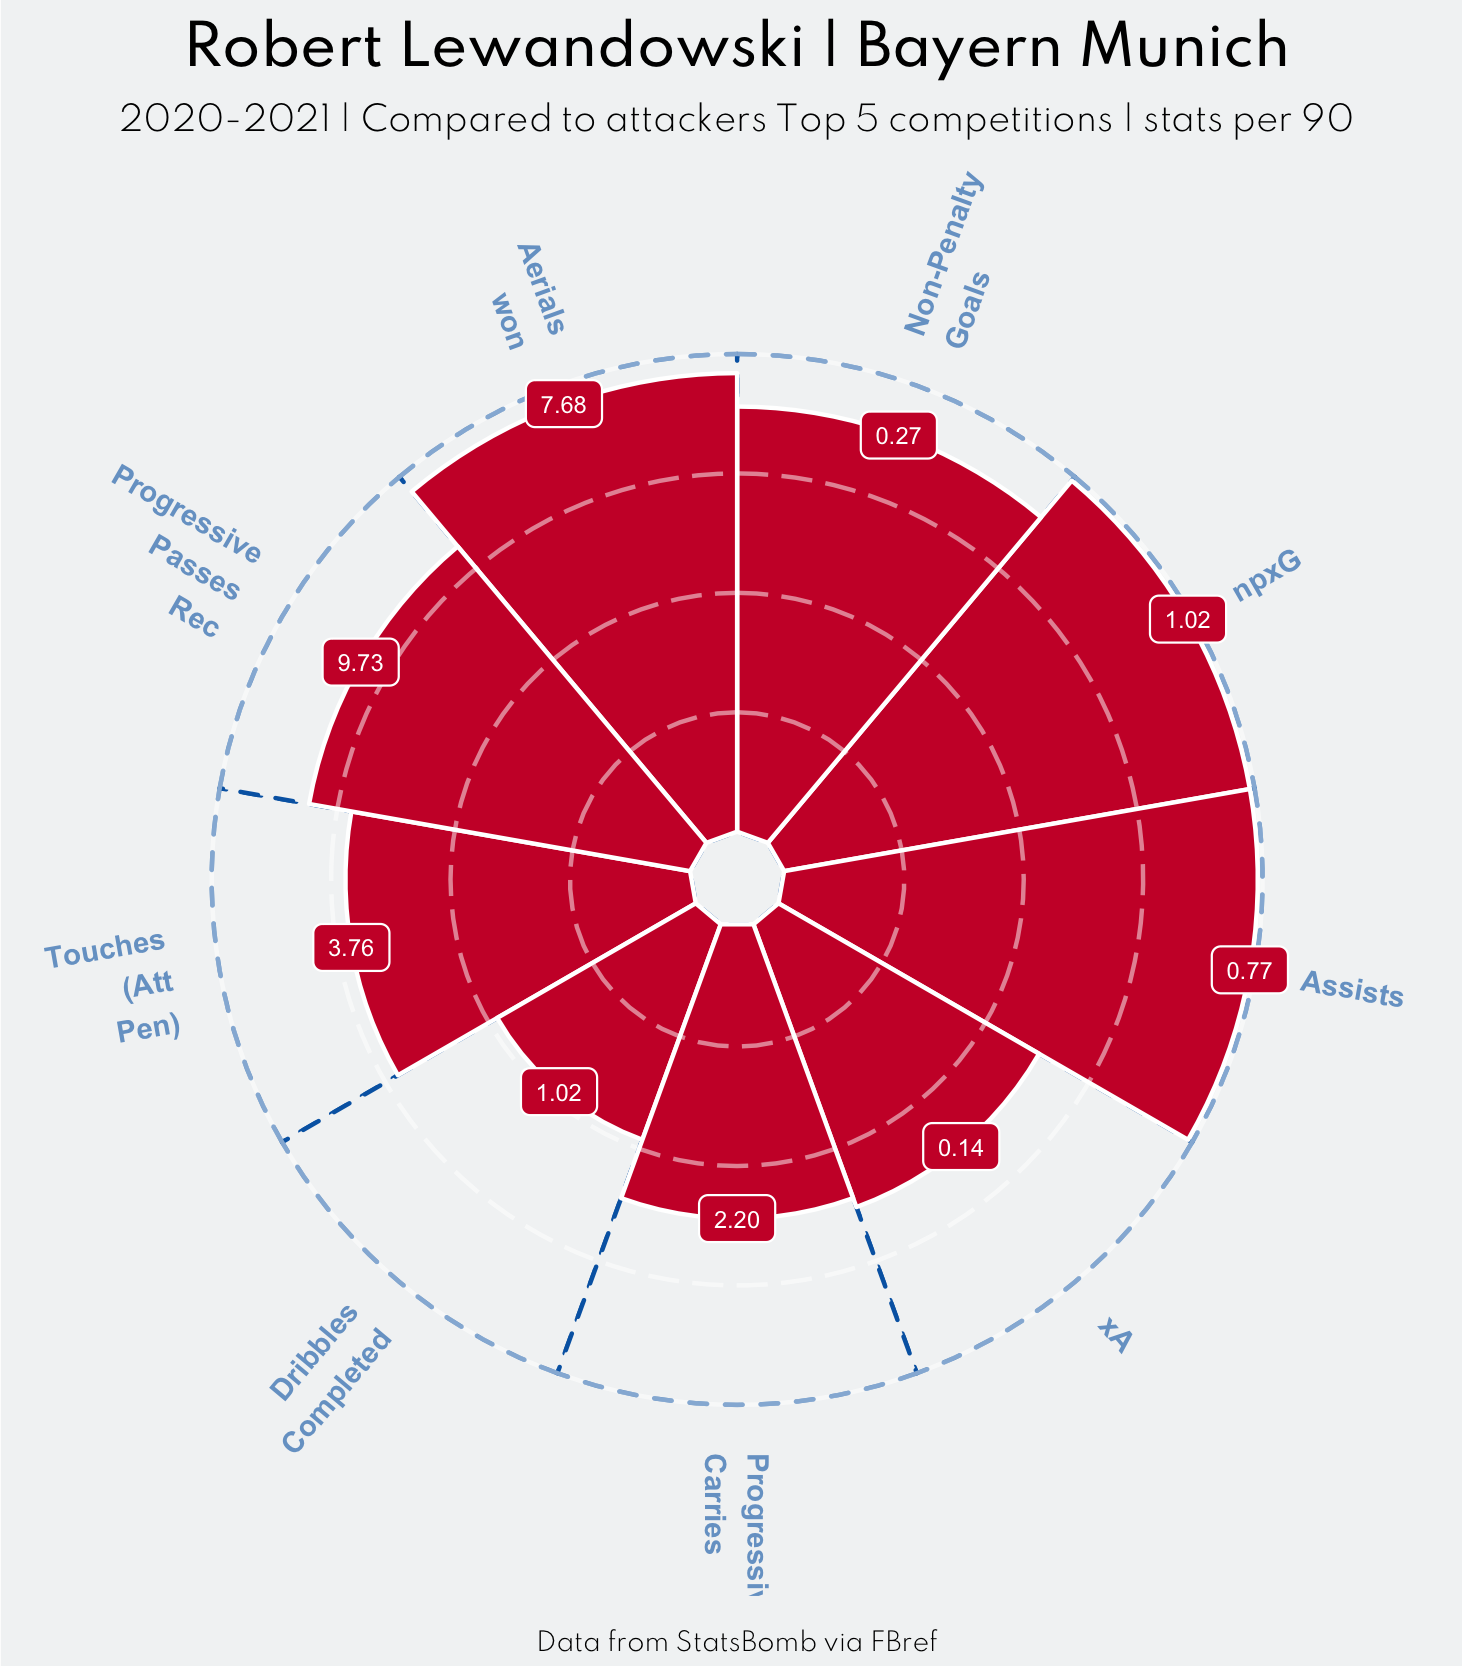 Robert Lewandowski | Bayern Munich
2020-2021 | Compared to attackers Top 5 competitions | stats per 90
Non-Penalty
Goals
0.27
npxG
1.02
Assists
0.77
xA
0.14
Progressiv
Carries
2.20
Dribbles
Completed
1.02
Touches
(Att
Pen)
3.76
Progressive
Passes
Rec
9.73
Aerials
won
7.68
Data from StatsBomb via FBref